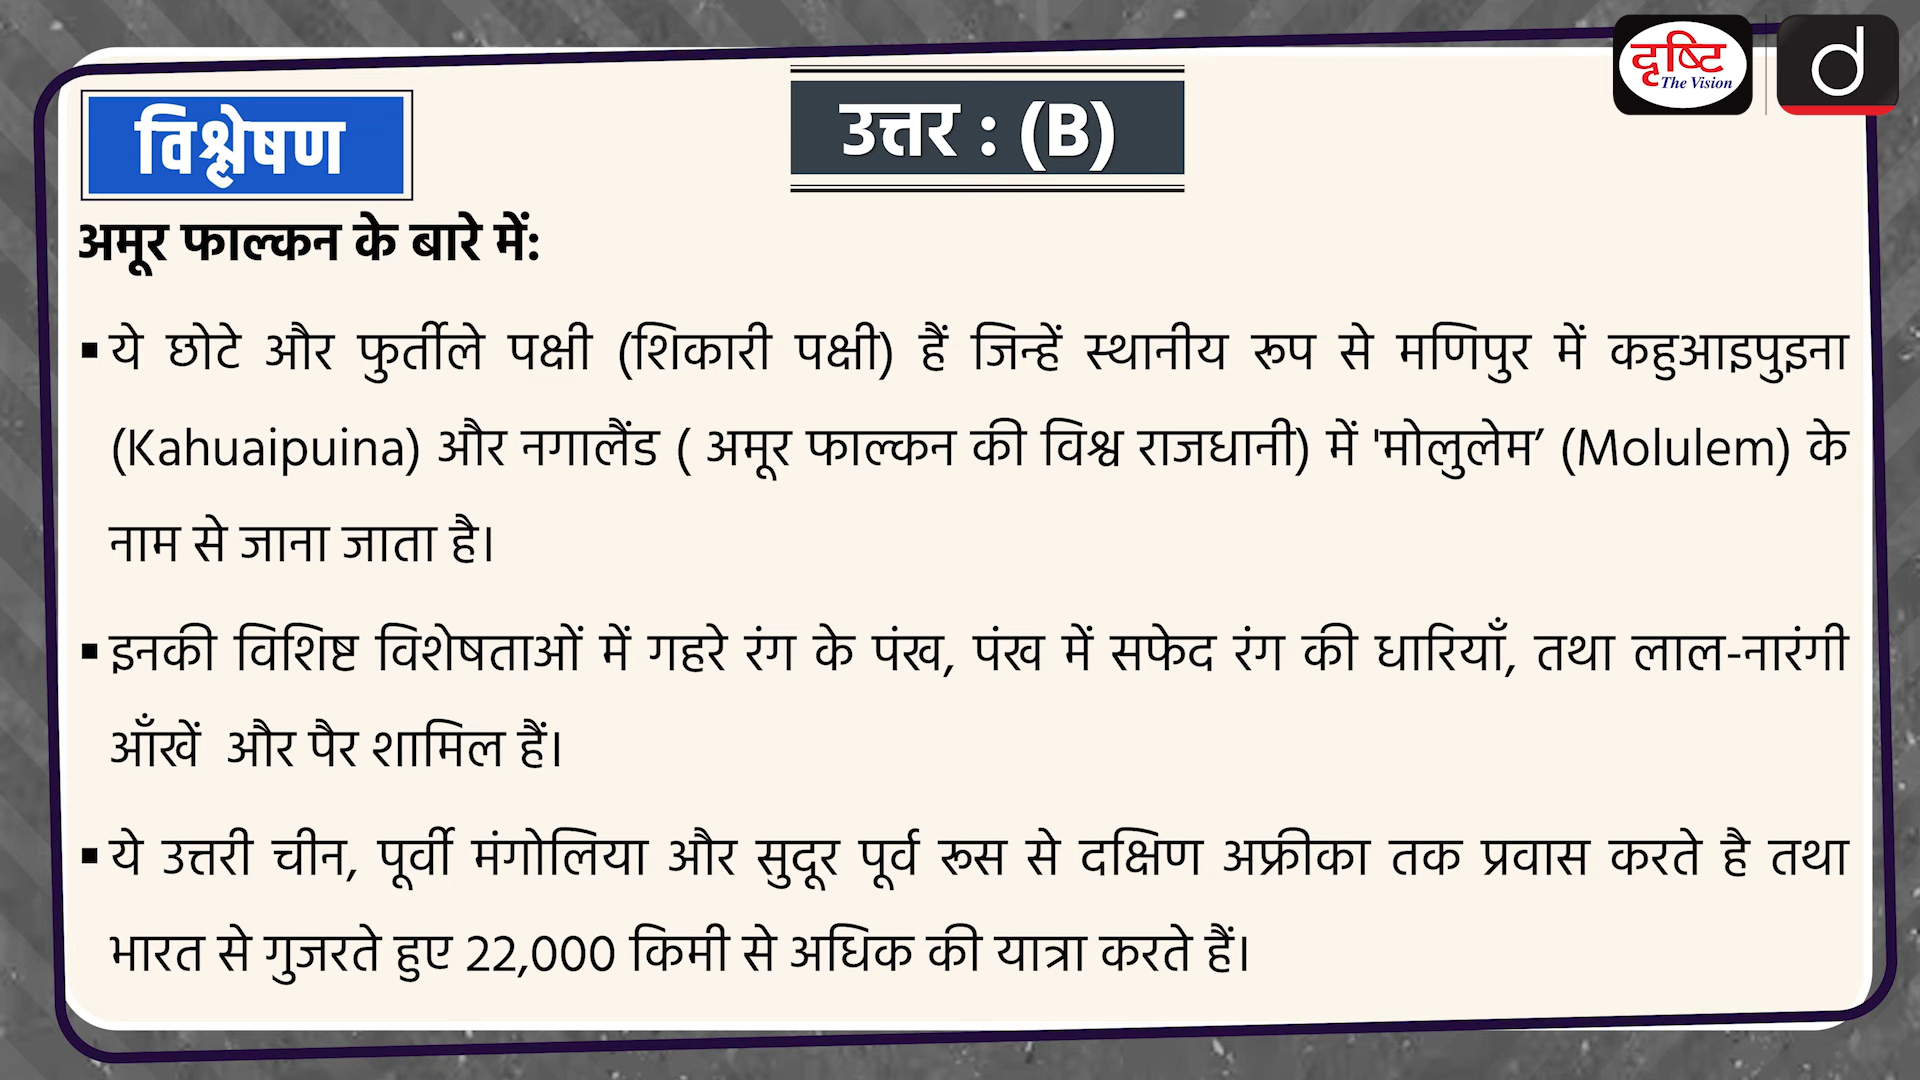 दृष्टि
The Vision
d
विश्लेषण
उत्तर : (B)
अमूर फाल्कन के बारे में:
▪ ये छोटे और फुर्तीले पक्षी (शिकारी पक्षी) हैं जिन्हें स्थानीय रूप से मणिपुर में कहुआइपुइना
(Kahuaipuina) और नगालैंड ( अमूर फाल्कन की विश्व राजधानी) में 'मोलुलेम’ (Molulem) के
नाम से जाना जाता है।
▪ इनकी विशिष्ट विशेषताओं में गहरे रंग के पंख, पंख में सफेद रंग की धारियाँ, तथा लाल-नारंगी
आँखें और पैर शामिल हैं।
▪ ये उत्तरी चीन, पूर्वी मंगोलिया और सुदूर पूर्व रूस से दक्षिण अफ्रीका तक प्रवास करते है तथा
भारत से गुजरते हुए 22,000 किमी से अधिक की यात्रा करते हैं।